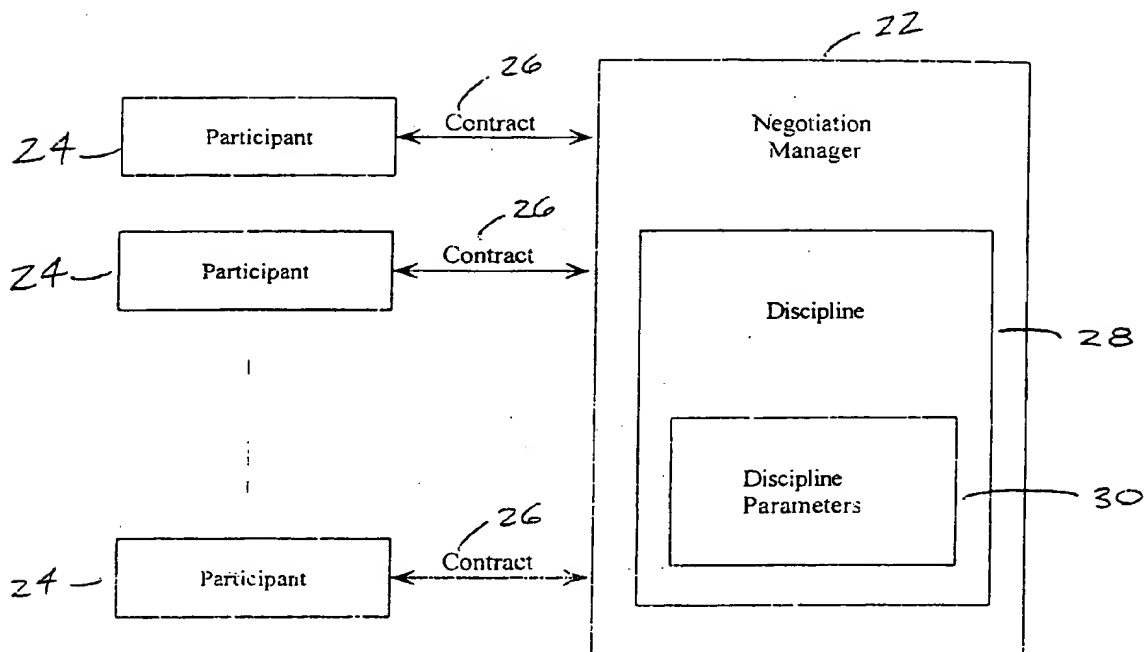 22
26
Contract
Participant
24
Negotiation
Manager
26
Contract
Participant
24
Discipline
28
Discipline
Parameters
30
26
Contract
Participant
24